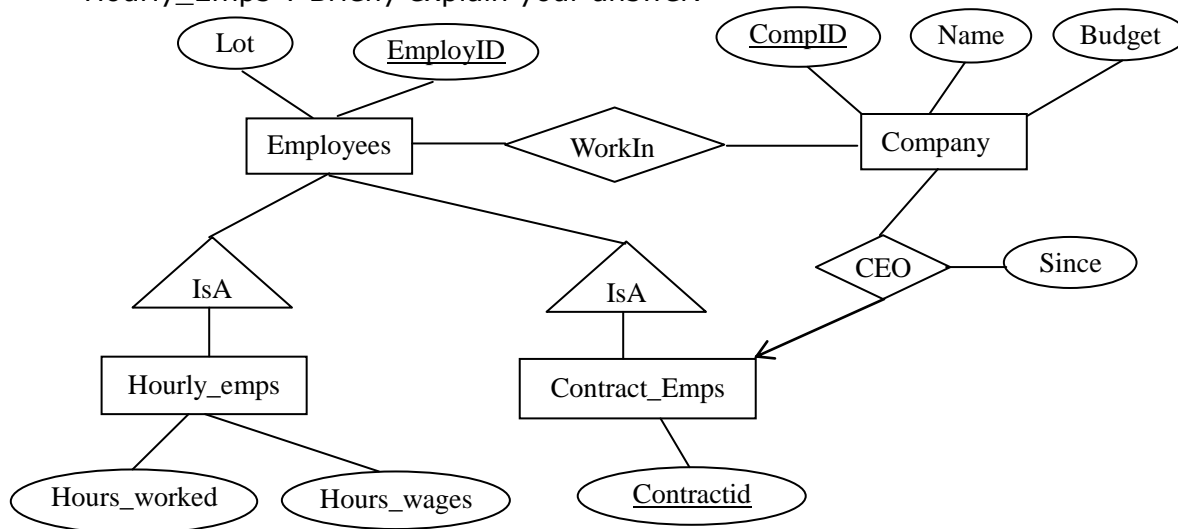 Hourly_Emps ? Briefly explain your answer.
Lot
EmployID
CompID
Name
Budget
Employees
WorkIn
Company
CEO
Since
IsA
IsA
Hourly_emps
Contract_Emps
Hours_worked
Hours_wages
Contractid